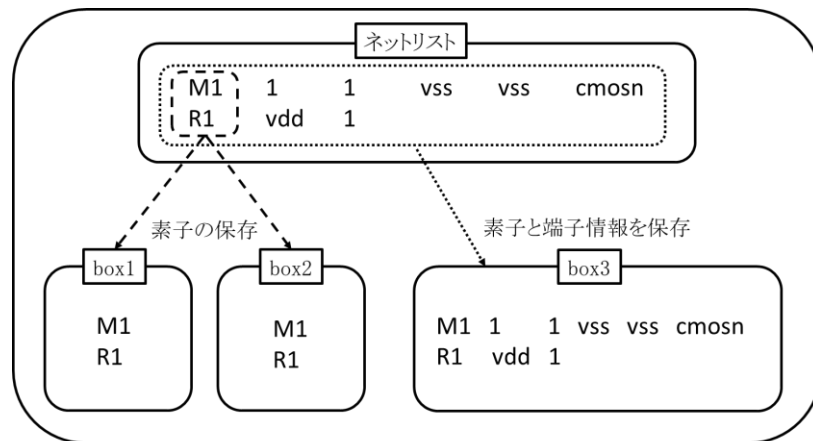 ネットリスト
M1 1 1 vss vss cmosn
R1 vdd 1
素子の保存
素子と端子情報を保存
box1
box2
box3
M1
R1
M1
R1
M1 1 1 vss vss cmosn
R1 vdd 1